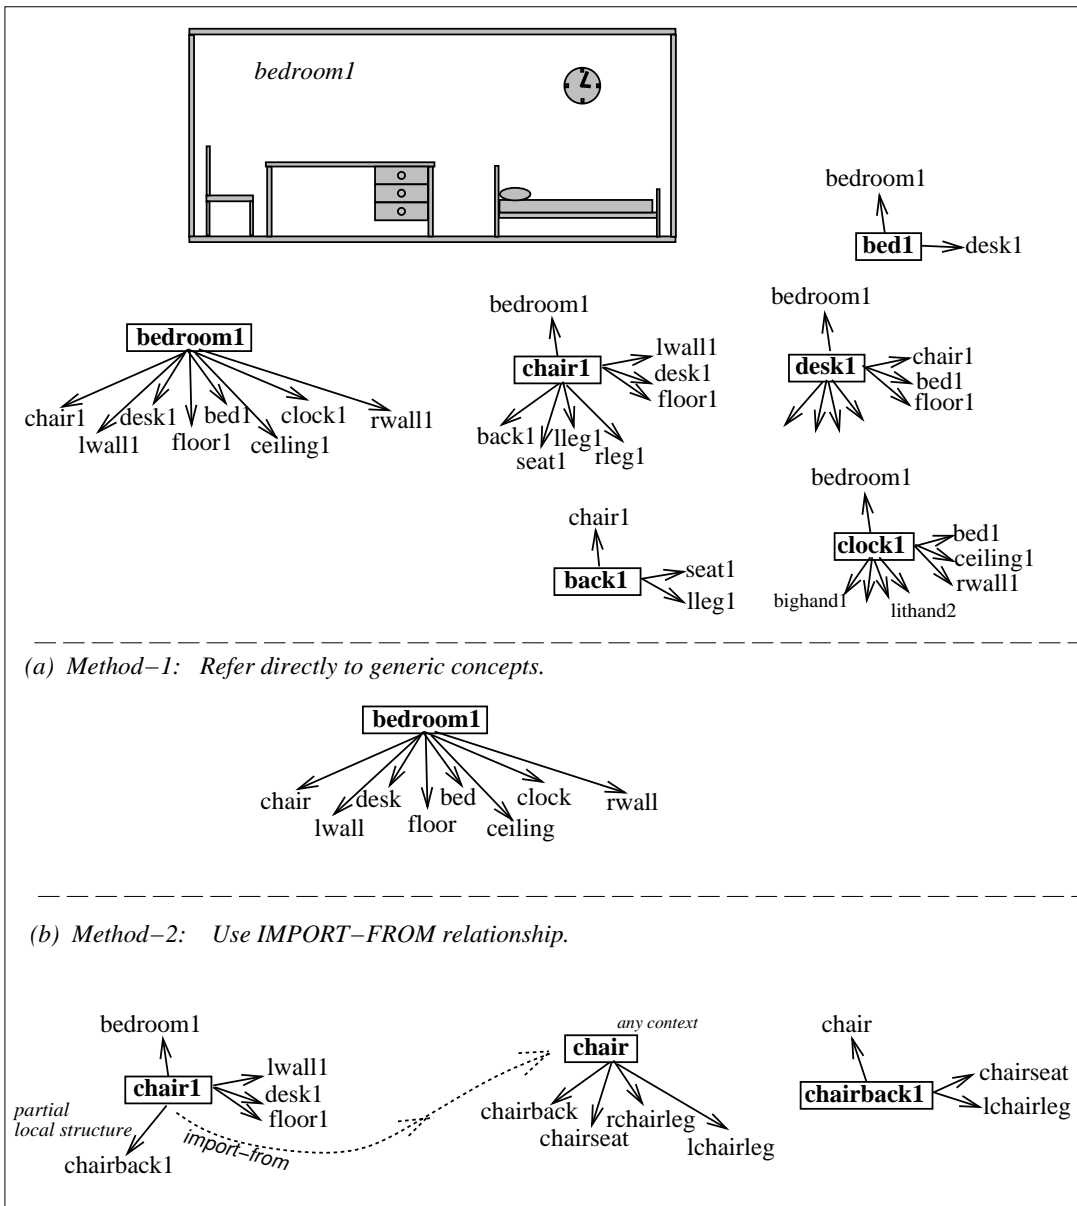 bedroom1
bedroom1
bed1
desk1
bedroom1
chair1
lwall1
desk1
floor1
bed1
ceiling1
clock1
rwall1
bedroom1
chair1
lwall1
desk1
floor1
back1
seat1
lleg1
rleg1
bedroom1
desk1
chair1
bed1
floor1
chair1
back1
seat1
lleg1
bedroom1
clock1
bed1
ceiling1
rwall1
bighand1
lithand2
(a) Method−1: Refer directly to generic concepts.
bedroom1
chair
lwall
desk
floor
bed
ceiling
clock
rwall
(b) Method−2: Use IMPORT−FROM relationship.
bedroom1
chair1
lwall1
desk1
floor1
partial
local structure
chairback1
import−from
any context
chair
chairback
chairseat
rchairleg
lchairleg
chair
chairback1
chairseat
lchairleg